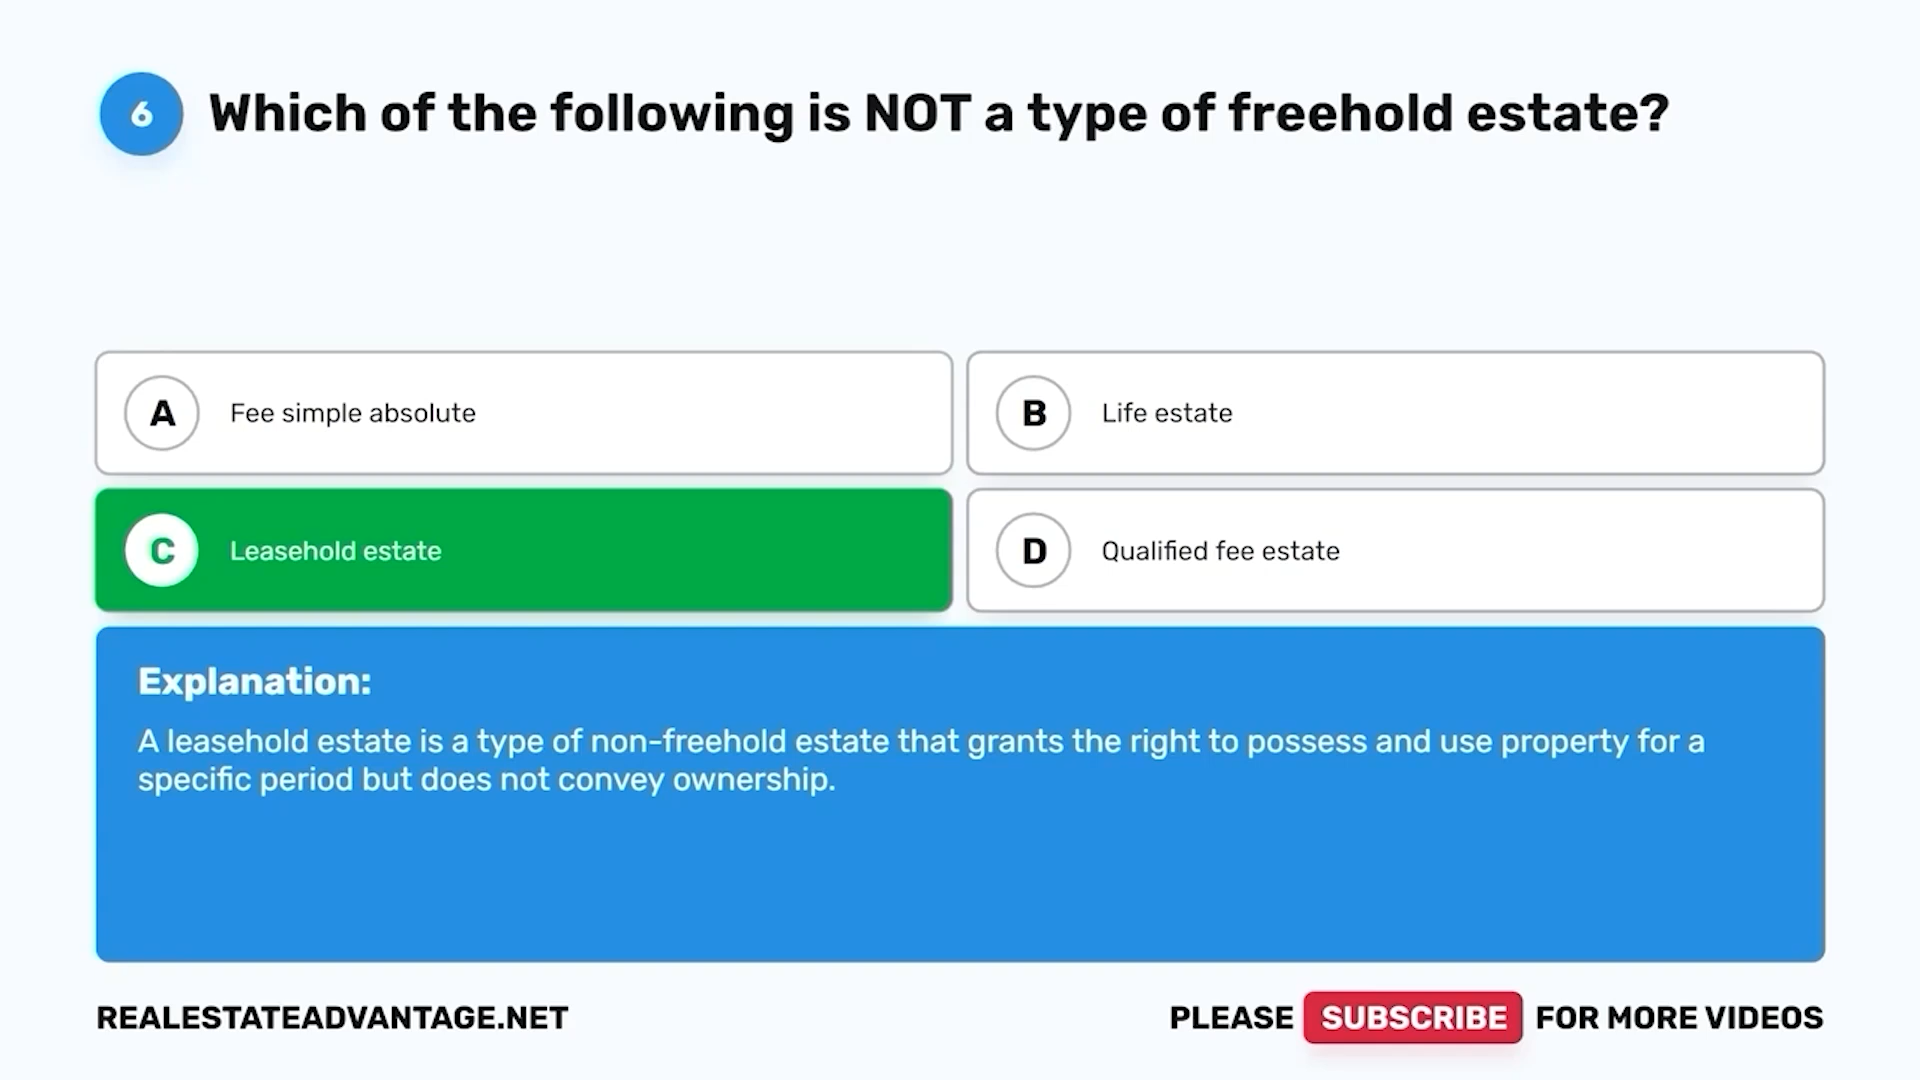 6
Which of the following is NOT a type of freehold estate?
A
Fee simple absolute
B
Life estate
C
Leasehold estate
D
Qualified fee estate
Explanation:
A leasehold estate is a type of non-freehold estate that grants the right to possess and use property for a
specific period but does not convey ownership.
REALESTATEADVANTAGE.NET
PLEASE SUBSCRIBE FOR MORE VIDEOS